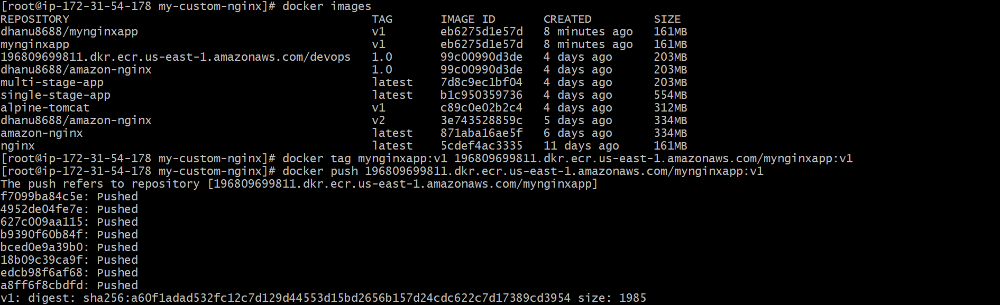 [root@ip-172-31-54-178 my-custom-nginx]# docker images
REPOSITORY TAG IMAGE ID CREATED SIZE
dhanu8688/mynginxapp v1 eb6275d1e57d 8 minutes ago 161MB
mynginxapp v1 eb6275d1e57d 8 minutes ago 161MB
196809699811.dkr.ecr.us-east-1.amazonaws.com/devops 1.0 99c00990d3de 4 days ago 203MB
dhanu8688/amazon-nginx 1.0 99c00990d3de 4 days ago 203MB
multi-stage-app latest 7d8c9ec1bf04 4 days ago 203MB
single-stage-app latest b1c950359736 4 days ago 554MB
alpine-tomcat v1 c89c0e02b2c4 4 days ago 312MB
dhanu8688/amazon-nginx v2 3e743528859c 5 days ago 334MB
amazon-nginx latest 871aba16ae5f 6 days ago 334MB
nginx latest 5cdef4ac3335 11 days ago 161MB
[root@ip-172-31-54-178 my-custom-nginx]# docker tag mynginxapp:v1 196809699811.dkr.ecr.us-east-1.amazonaws.com/mynginxapp:v1
[root@ip-172-31-54-178 my-custom-nginx]# docker push 196809699811.dkr.ecr.us-east-1.amazonaws.com/mynginxapp:v1
The push refers to repository [196809699811.dkr.ecr.us-east-1.amazonaws.com/mynginxapp]
f7099ba84c5e: Pushed
4952de04fe7e: Pushed
627c009aa115: Pushed
b9390f60b84f: Pushed
bced0e9a39b0: Pushed
18b09c39ca9f: Pushed
edcb98f6af68: Pushed
a8ff6f8cbdfd: Pushed
v1: digest: sha256:a60f1adad532fc12c7d129d44553d15bd2656b157d24cdc622c7d17389cd3954 size: 1985